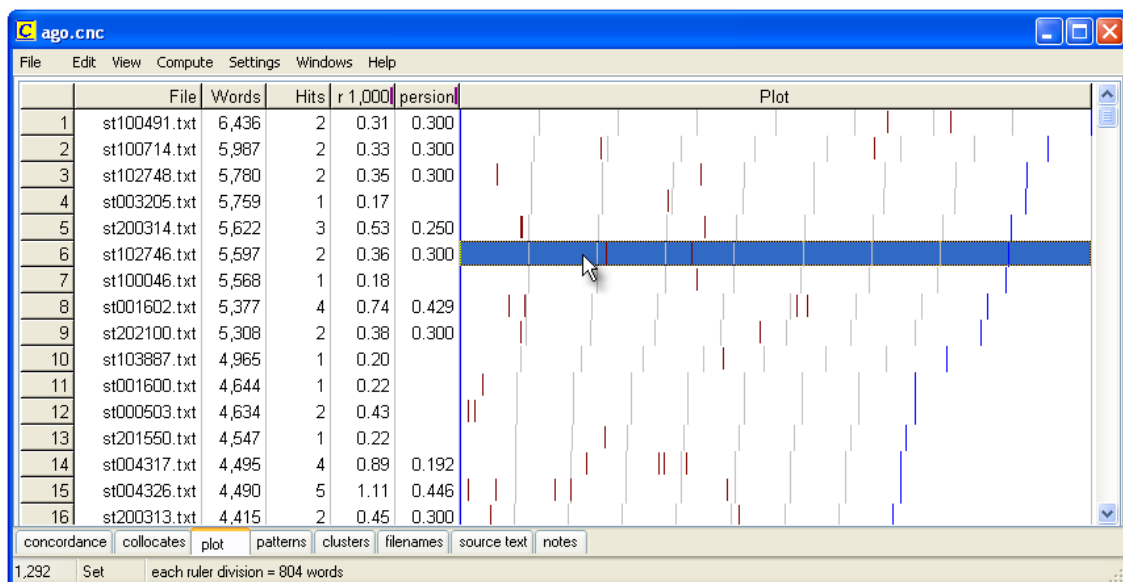 C ago.cnc
File Edit View Compute Settings Windows Help
File Words Hits r 1,000 persion Plot
1 st100491.txt 6,436 2 0.31 0.300
2 st100714.txt 5,987 2 0.33 0.300
3 st102748.txt 5,780 2 0.35 0.300
4 st003205.txt 5,759 1 0.17
5 st200314.txt 5,622 3 0.53 0.250
6 st102746.txt 5,597 2 0.36 0.300
7 st100046.txt 5,568 1 0.18
8 st001602.txt 5,377 4 0.74 0.429
9 st202100.txt 5,308 2 0.38 0.300
10 st103887.txt 4,965 1 0.20
11 st001600.txt 4,644 1 0.22
12 st000503.txt 4,634 2 0.43
13 st201550.txt 4,547 1 0.22
14 st004317.txt 4,495 4 0.89 0.192
15 st004326.txt 4,490 5 1.11 0.446
16 st200313.txt 4,415 2 0.45 0.300
concordance collocates plot patterns clusters filenames source text notes
1,292 Set each ruler division = 804 words